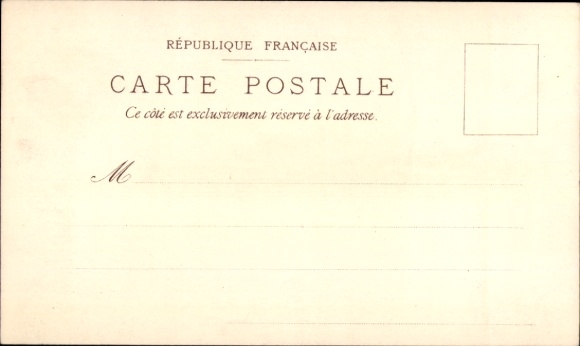 RÉPUBLIQUE FRANÇAISE
CARTE POSTALE
Ce côté est exclusivement réservé à l'adresse.
M